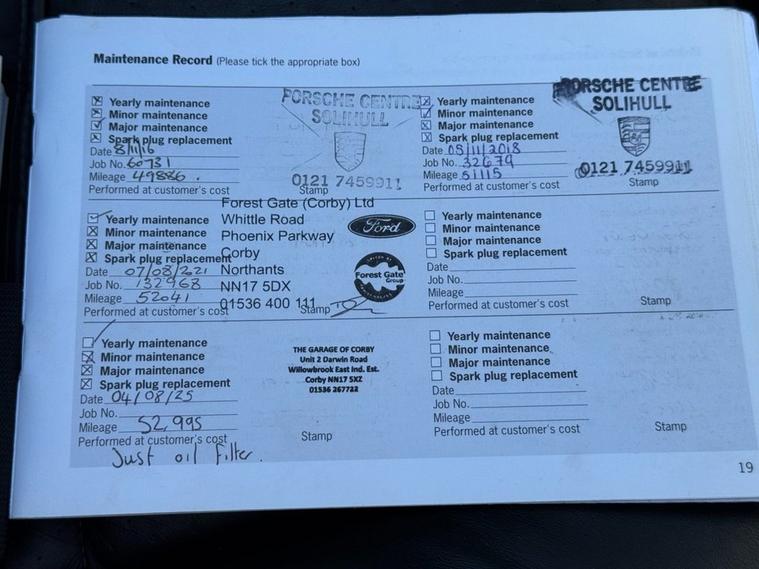 Maintenance Record (Please tick the appropriate box)
Yearly maintenance
Minor maintenance
Major maintenance
Spark plug replacement
Date 8/11/16
Job No. 60731
Mileage 49886.
Performed at customer's cost
PORSCHE CENTRE
SOLIHULL
0121 7459911
Stamp
Yearly maintenance
Minor maintenance
Major maintenance
Spark plug replacement
Date 05/11/2018
Job No. 32679
Mileage 51115
Performed at customer's cost
PORSCHE CENTRE
SOLIHULL
0121 7459911
Stamp
Yearly maintenance
Minor maintenance
Major maintenance
Spark plug replacement
Date 07/08/2021
Job No. 132968
Mileage 52041
Performed at customer's cost
Forest Gate (Corby) Ltd
Whittle Road
Phoenix Parkway
Corby
Northants
NN17 5DX
01536 400 111
Stamp
Ford
Forest Gate
Group
Yearly maintenance
Minor maintenance
Major maintenance
Spark plug replacement
Date
Job No.
Mileage
Performed at customer's cost
Stamp
Yearly maintenance
Minor maintenance
Major maintenance
Spark plug replacement
Date 04/08/25
Job No.
Mileage 52,995
Performed at customer's cost
Just oil filter.
THE GARAGE OF CORBY
Unit 2 Darwin Road
Willowbrook East Ind. Est.
Corby NN17 5XZ
01536 267722
Stamp
Yearly maintenance
Minor maintenance
Major maintenance
Spark plug replacement
Date
Job No.
Mileage
Performed at customer's cost
Stamp
19